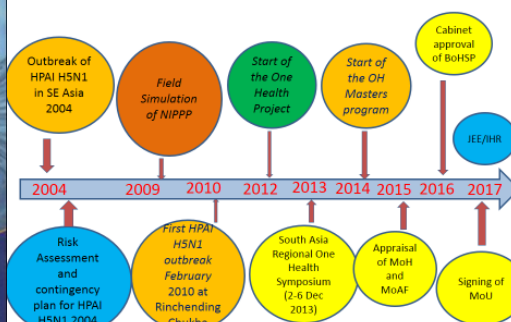 Outbreak of
HPAI H5N1
in SE Asia
2004
Field
Simulation
of NIPPP
Start of
the One
Health
Project
Start of
the OH
Masters
program
Cabinet
approval
of BoHSP
JEE/IHR
2004 2009 2010 2012 2013 2014 2015 2016 2017
Risk
Assessment
and
contingency
plan for HPAI
H5N1 2004
First HPAI
H5N1
outbreak
February
2010 at
Rinchending
South Asia
Regional One
Health
Symposium
(2-6 Dec
2013)
Appraisal
of MoH
and
MoAF
Signing of
MoU